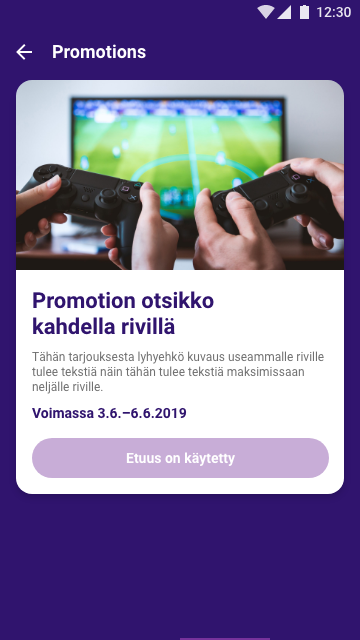 12:30
Promotions
Promotion otsikko
kahdella rivillä
Tähän tarjouksesta lyhyehkö kuvaus useammalle riville
tulee tekstiä näin tähän tulee tekstiä maksimissaan
neljälle riville.
Voimassa 3.6.–6.6.2019
Etuus on käytetty